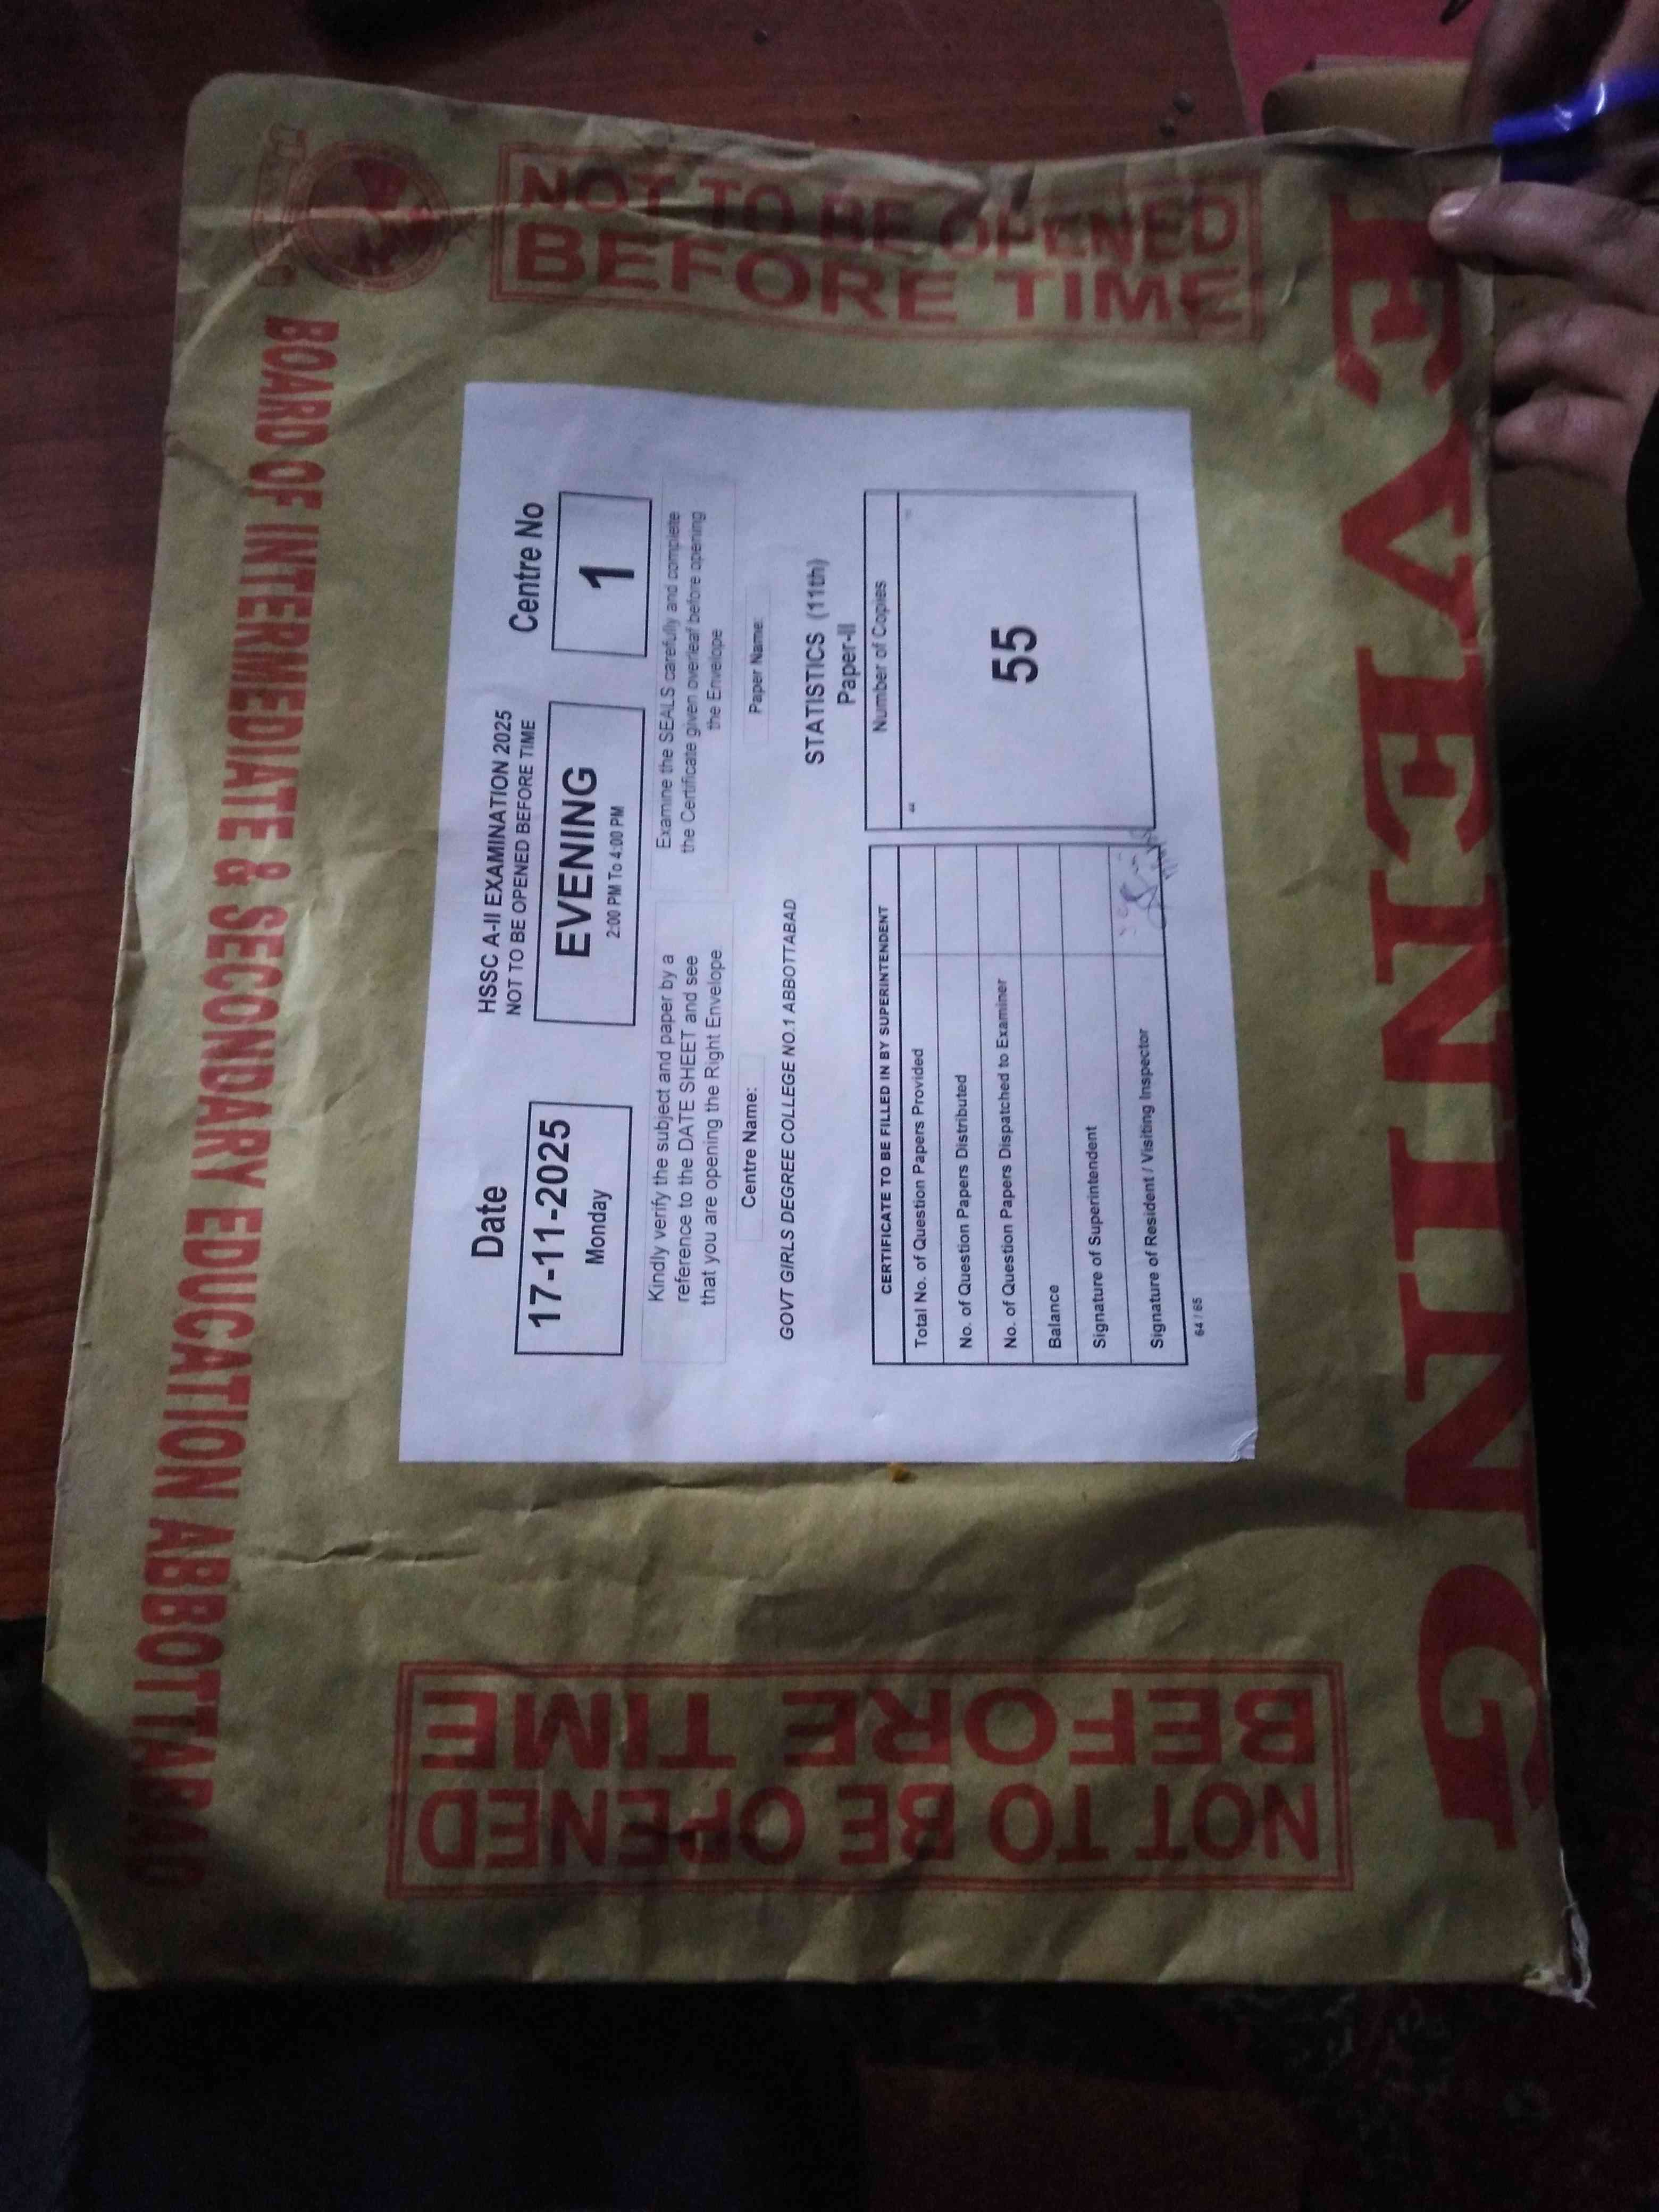 BOARD OF INTERMEDIATE & SECONDARY EDUCATION ABBOTTABAD
NOT TO BE OPENED
BEFORE TIME
NOT TO BE OPENED
BEFORE TIME
Date
17-11-2025
Monday
HSSC A-II EXAMINATION 2025
NOT TO BE OPENED BEFORE TIME
EVENING
2:00 PM To 4:00 PM
Centre No
1
Kindly verify the subject and paper by a
reference to the DATE SHEET and see
that you are opening the Right Envelope.
Examine the SEALS carefully and complete
the Certificate given overleaf before opening
the Envelope
Centre Name:
GOVT GIRLS DEGREE COLLEGE NO.1 ABBOTTABAD
Paper Name:
STATISTICS (11th)
Paper-II
CERTIFICATE TO BE FILLED IN BY SUPERINTENDENT
Total No. of Question Papers Provided
No. of Question Papers Distributed
No. of Question Papers Dispatched to Examiner
Balance
Signature of Superintendent
Signature of Resident / Visiting Inspector
Number of Copies
55
64 / 65
EVENING